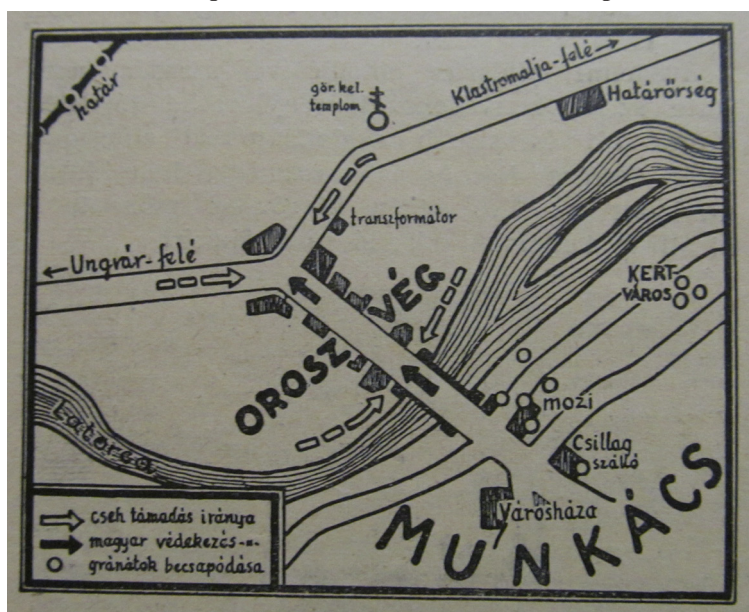 határ
gör. kel.
templom
Klastromalja-felé →
Határőrség
transzformátor
← Ungvár-felé
KERT-
VÁROS
OROSZ VÉG
mozi
Latorca
Csillag
szálló
Városháza
MUNKÁCS
cseh támadás iránya
magyar védekezés -"-
gránátok becsapódása